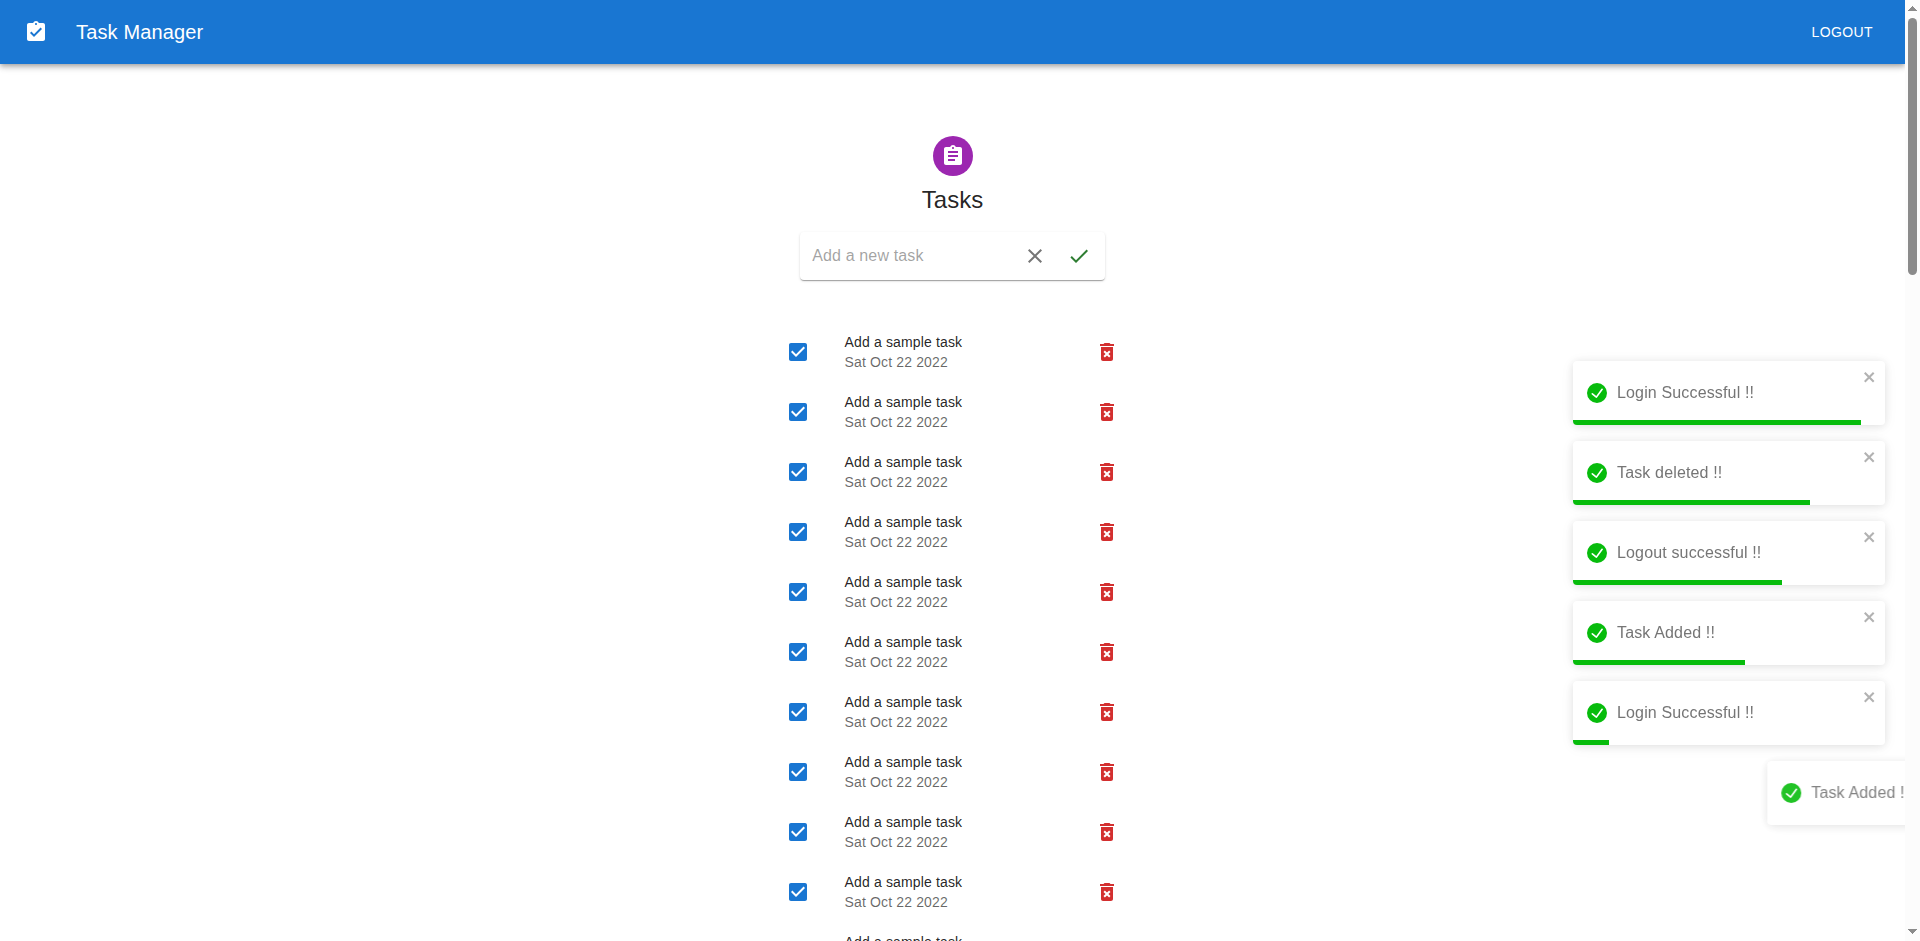 Task Manager
LOGOUT
Tasks
Add a new task
Add a sample task
Sat Oct 22 2022
Add a sample task
Sat Oct 22 2022
Add a sample task
Sat Oct 22 2022
Add a sample task
Sat Oct 22 2022
Add a sample task
Sat Oct 22 2022
Add a sample task
Sat Oct 22 2022
Add a sample task
Sat Oct 22 2022
Add a sample task
Sat Oct 22 2022
Add a sample task
Sat Oct 22 2022
Add a sample task
Sat Oct 22 2022
Add a sample task
Login Successful !!
Task deleted !!
Logout successful !!
Task Added !!
Login Successful !!
Task Added !